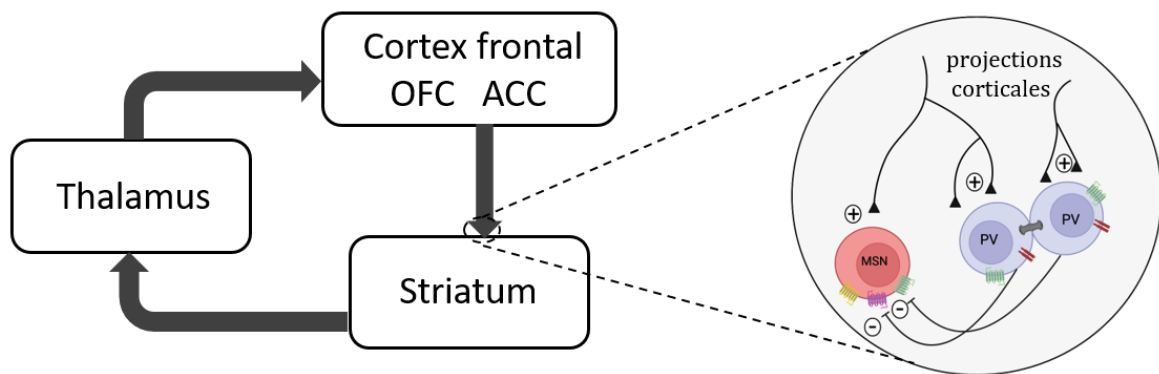 Cortex frontal
OFC ACC
Thalamus
Striatum
projections
corticales
+
+
+
PV
PV
MSN
-
-